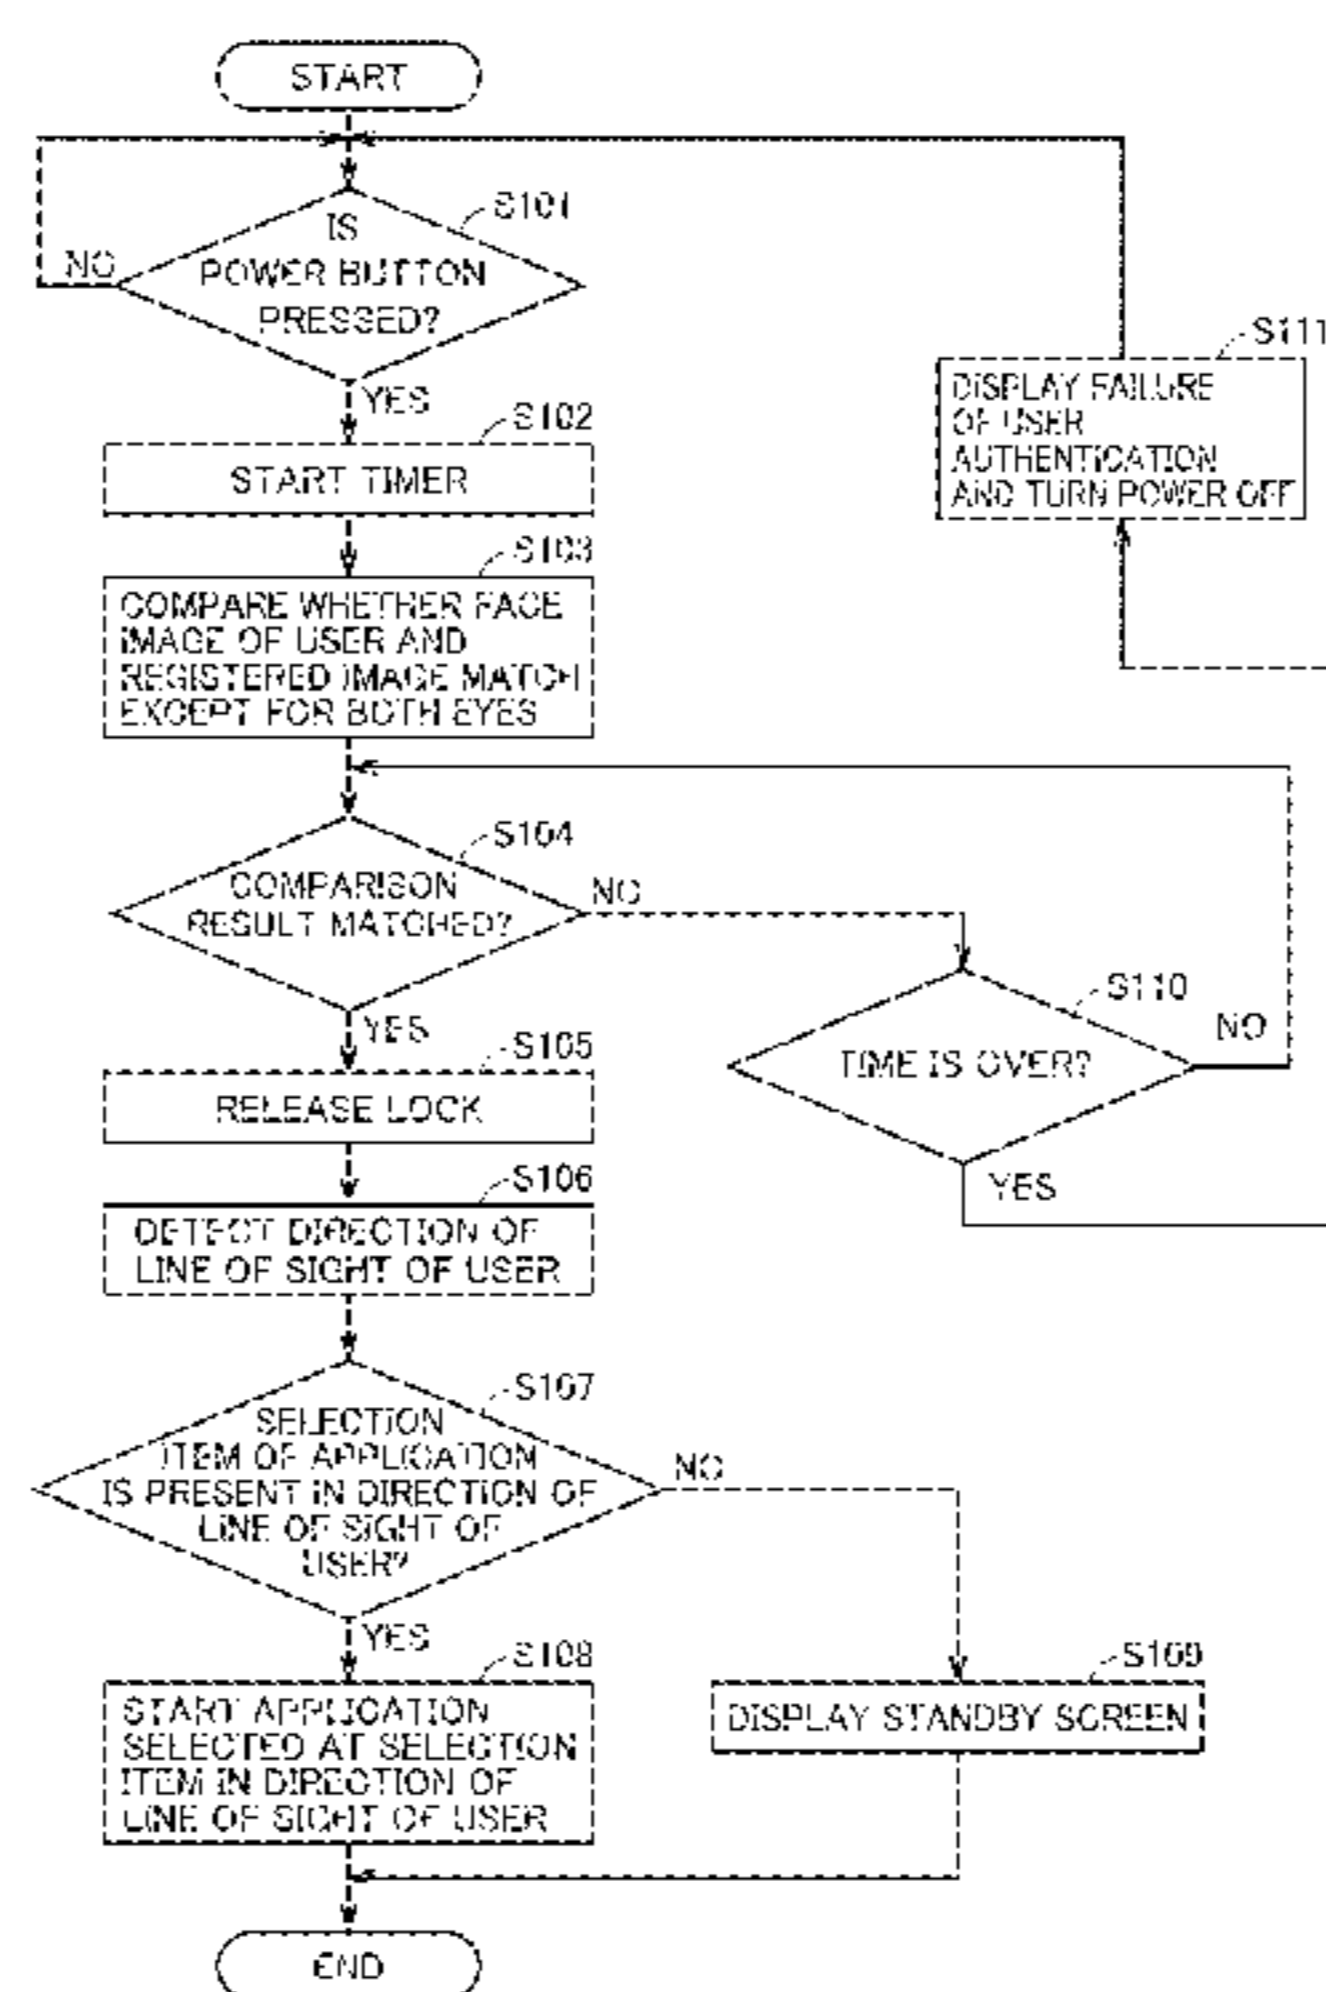 START
S101
IS
POWER BUTTON
PRESSED?
NO
YES
S102
START TIMER
S103
COMPARE WHETHER FACE
IMAGE OF USER AND
REGISTERED IMAGE MATCH
EXCEPT FOR BOTH EYES
S104
COMPARISON
RESULT MATCHED?
NO
YES
S105
RELEASE LOCK
S106
DETECT DIRECTION OF
LINE OF SIGHT OF USER
S107
SELECTION
ITEM OF APPLICATION
IS PRESENT IN DIRECTION OF
LINE OF SIGHT OF
USER?
NO
YES
S108
START APPLICATION
SELECTED AT SELECTION
ITEM IN DIRECTION OF
LINE OF SIGHT OF USER
S109
DISPLAY STANDBY SCREEN
S110
TIME IS OVER?
NO
YES
S111
DISPLAY FAILURE
OF USER
AUTHENTICATION
AND TURN POWER OFF
END